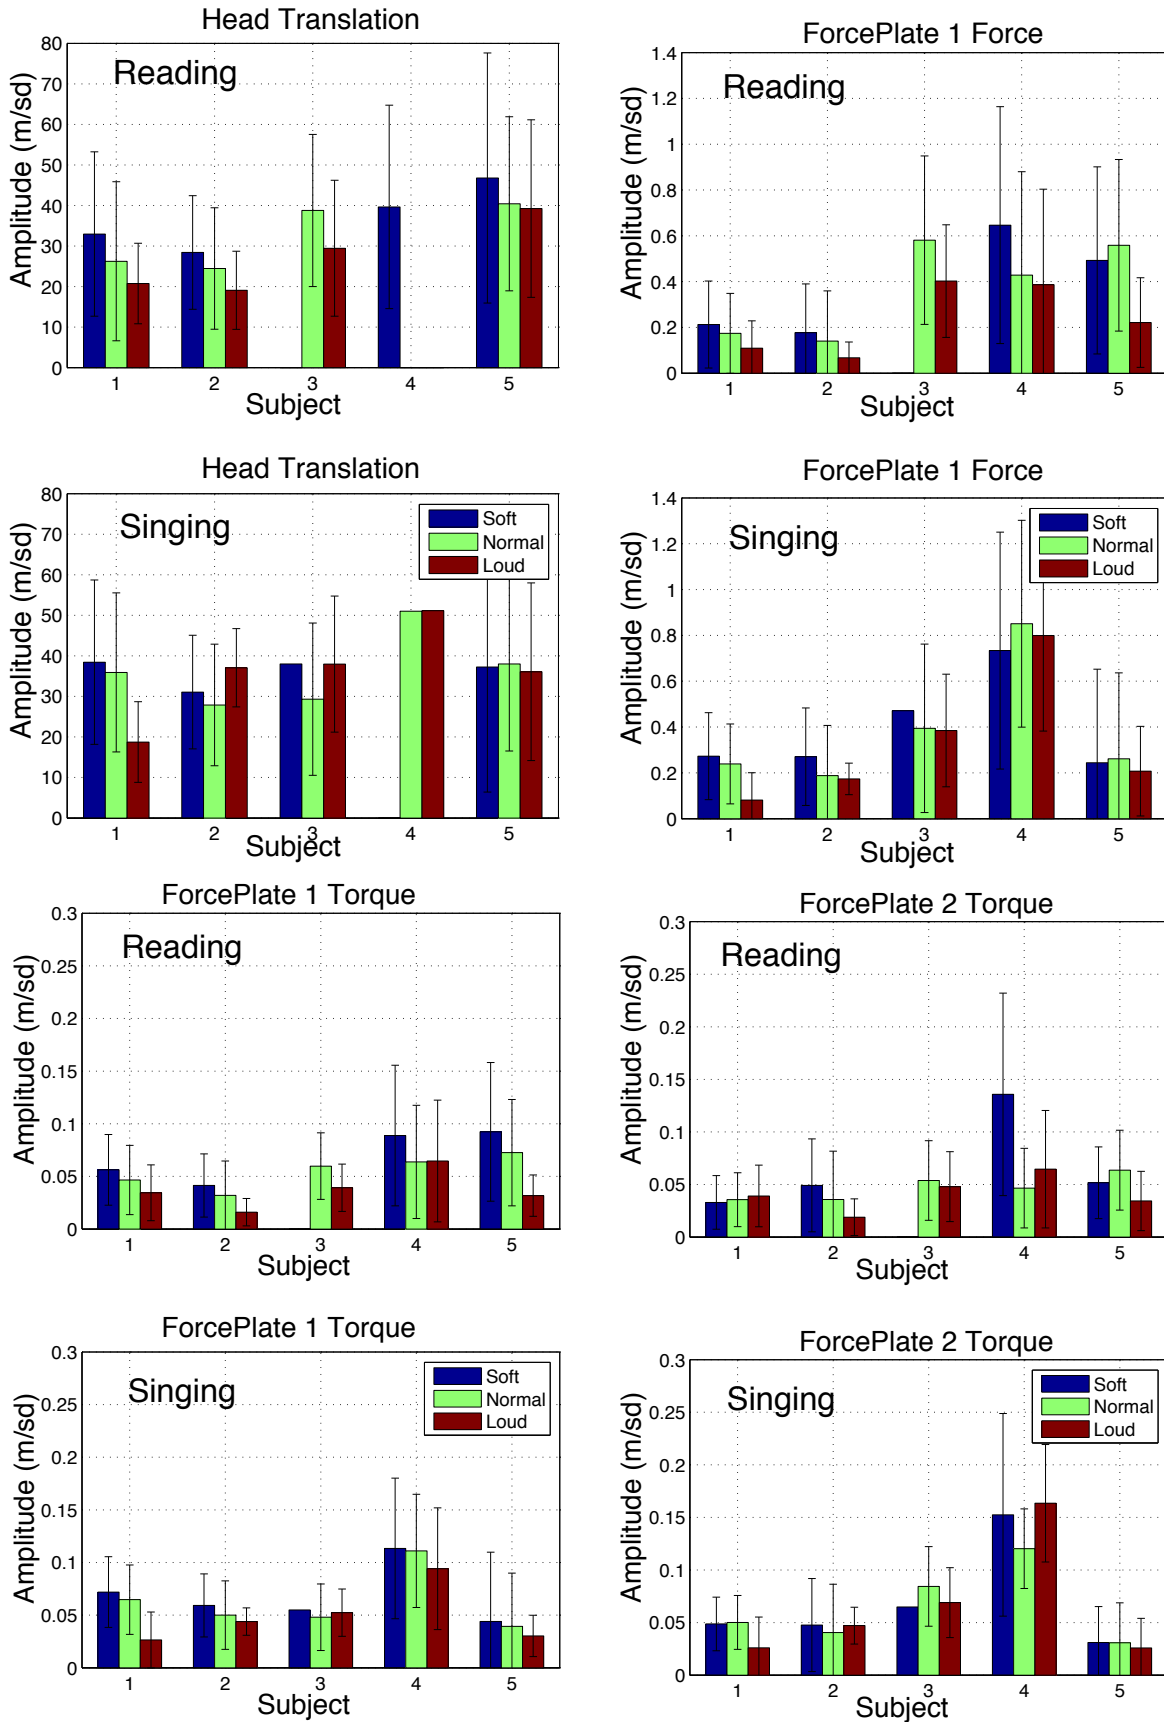 Head Translation
Reading
Amplitude (m/sd)
80
70
60
50
40
30
20
10
0
1 2 3 4 5
Subject
ForcePlate 1 Force
Reading
Amplitude (m/sd)
1.4
1.2
1
0.8
0.6
0.4
0.2
0
1 2 3 4 5
Subject
Head Translation
Singing
Soft
Normal
Loud
Amplitude (m/sd)
80
70
60
50
40
30
20
10
0
1 2 3 4 5
Subject
ForcePlate 1 Force
Singing
Soft
Normal
Loud
Amplitude (m/sd)
1.4
1.2
1
0.8
0.6
0.4
0.2
0
1 2 3 4 5
Subject
ForcePlate 1 Torque
Reading
Amplitude (m/sd)
0.3
0.25
0.2
0.15
0.1
0.05
0
1 2 3 4 5
Subject
ForcePlate 2 Torque
Reading
Amplitude (m/sd)
0.3
0.25
0.2
0.15
0.1
0.05
0
1 2 3 4 5
Subject
ForcePlate 1 Torque
Singing
Soft
Normal
Loud
Amplitude (m/sd)
0.3
0.25
0.2
0.15
0.1
0.05
0
1 2 3 4 5
Subject
ForcePlate 2 Torque
Singing
Soft
Normal
Loud
Amplitude (m/sd)
0.3
0.25
0.2
0.15
0.1
0.05
0
1 2 3 4 5
Subject